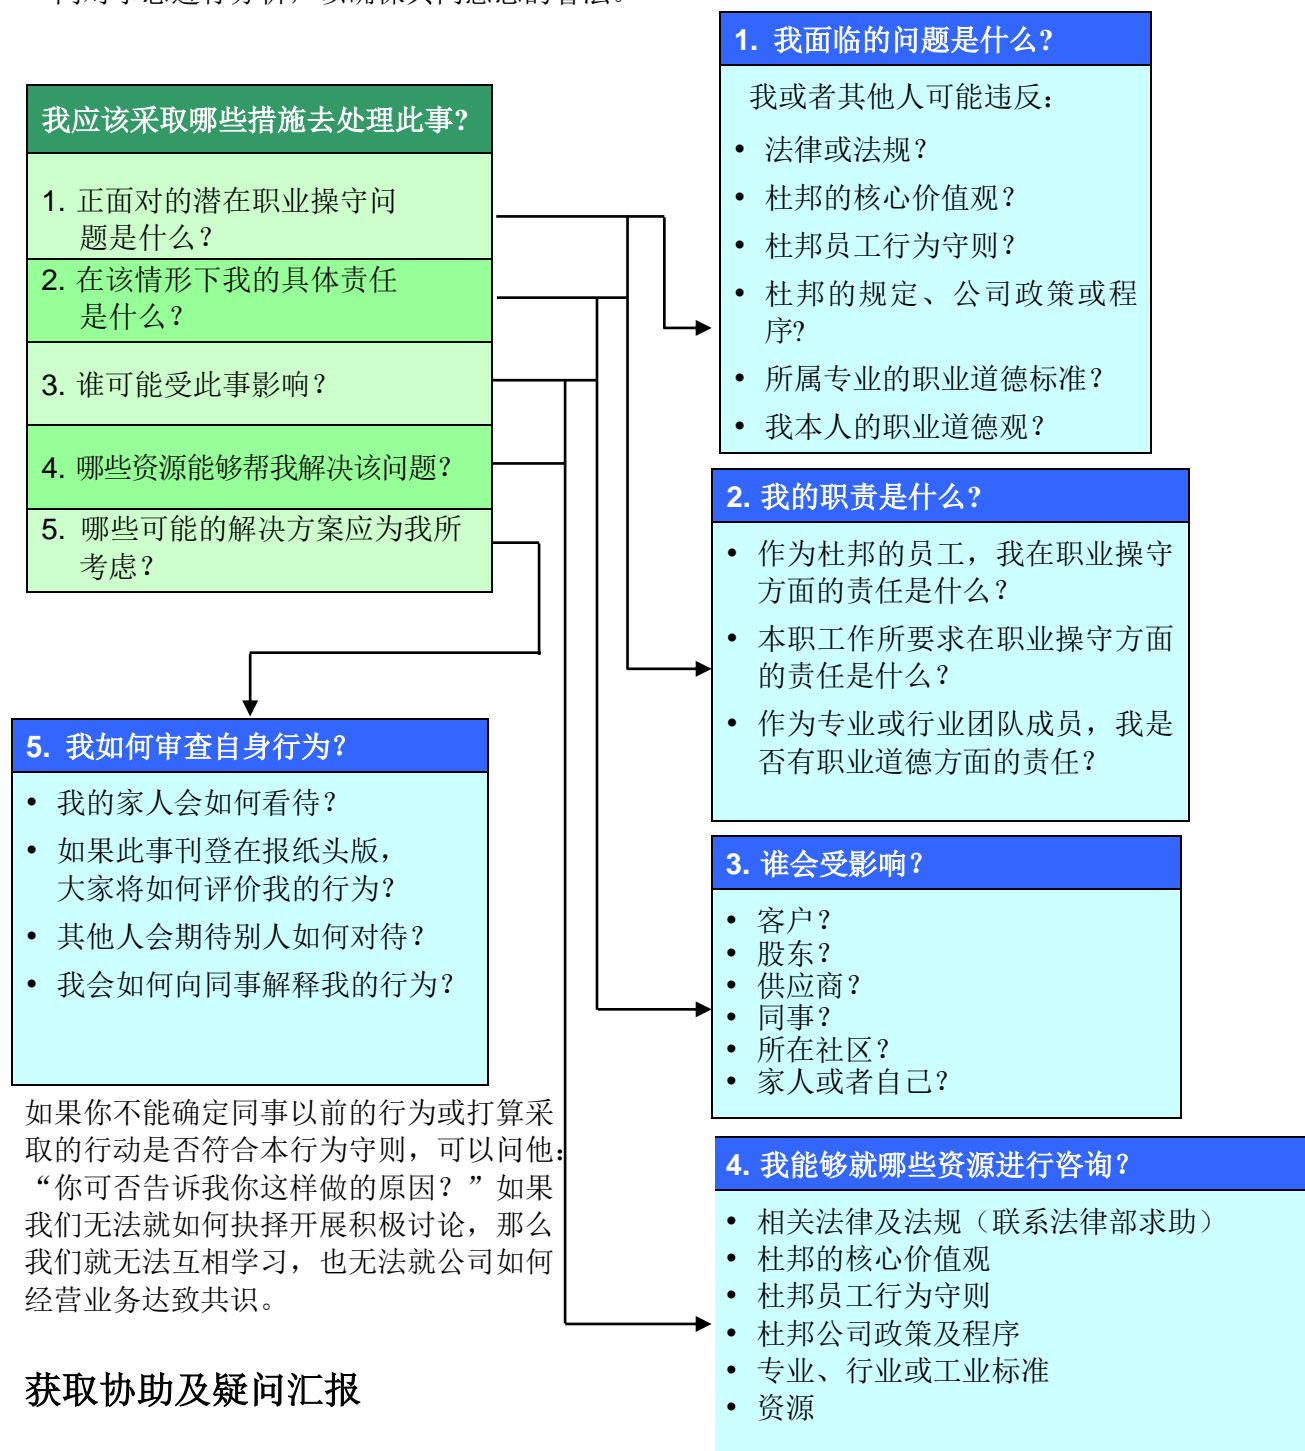 1. 我面临的问题是什么?
我或者其他人可能违反：
• 法律或法规？
• 杜邦的核心价值观？
• 杜邦员工行为守则？
• 杜邦的规定、公司政策或程
序?
• 所属专业的职业道德标准？
• 我本人的职业道德观？
我应该采取哪些措施去处理此事?
1. 正面对的潜在职业操守问
题是什么？
2. 在该情形下我的具体责任
是什么？
3. 谁可能受此事影响？
4. 哪些资源能够帮我解决该问题？
5. 哪些可能的解决方案应为我所
考虑？
2. 我的职责是什么?
• 作为杜邦的员工，我在职业操守
方面的责任是什么？
• 本职工作所要求在职业操守方面
的责任是什么？
• 作为专业或行业团队成员，我是
否有职业道德方面的责任？
5. 我如何审查自身行为？
• 我的家人会如何看待？
• 如果此事刊登在报纸头版，
大家将如何评价我的行为？
• 其他人会期待别人如何对待？
• 我会如何向同事解释我的行为？
3. 谁会受影响？
• 客户？
• 股东？
• 供应商？
• 同事？
• 所在社区？
• 家人或者自己？
如果你不能确定同事以前的行为或打算采
取的行动是否符合本行为守则，可以问他：
“你可否告诉我你这样做的原因？”如果
我们无法就如何抉择开展积极讨论，那么
我们就无法互相学习，也无法就公司如何
经营业务达致共识。
4. 我能够就哪些资源进行咨询？
• 相关法律及法规（联系法律部求助）
• 杜邦的核心价值观
• 杜邦员工行为守则
• 杜邦公司政策及程序
• 专业、行业或工业标准
• 资源
获取协助及疑问汇报